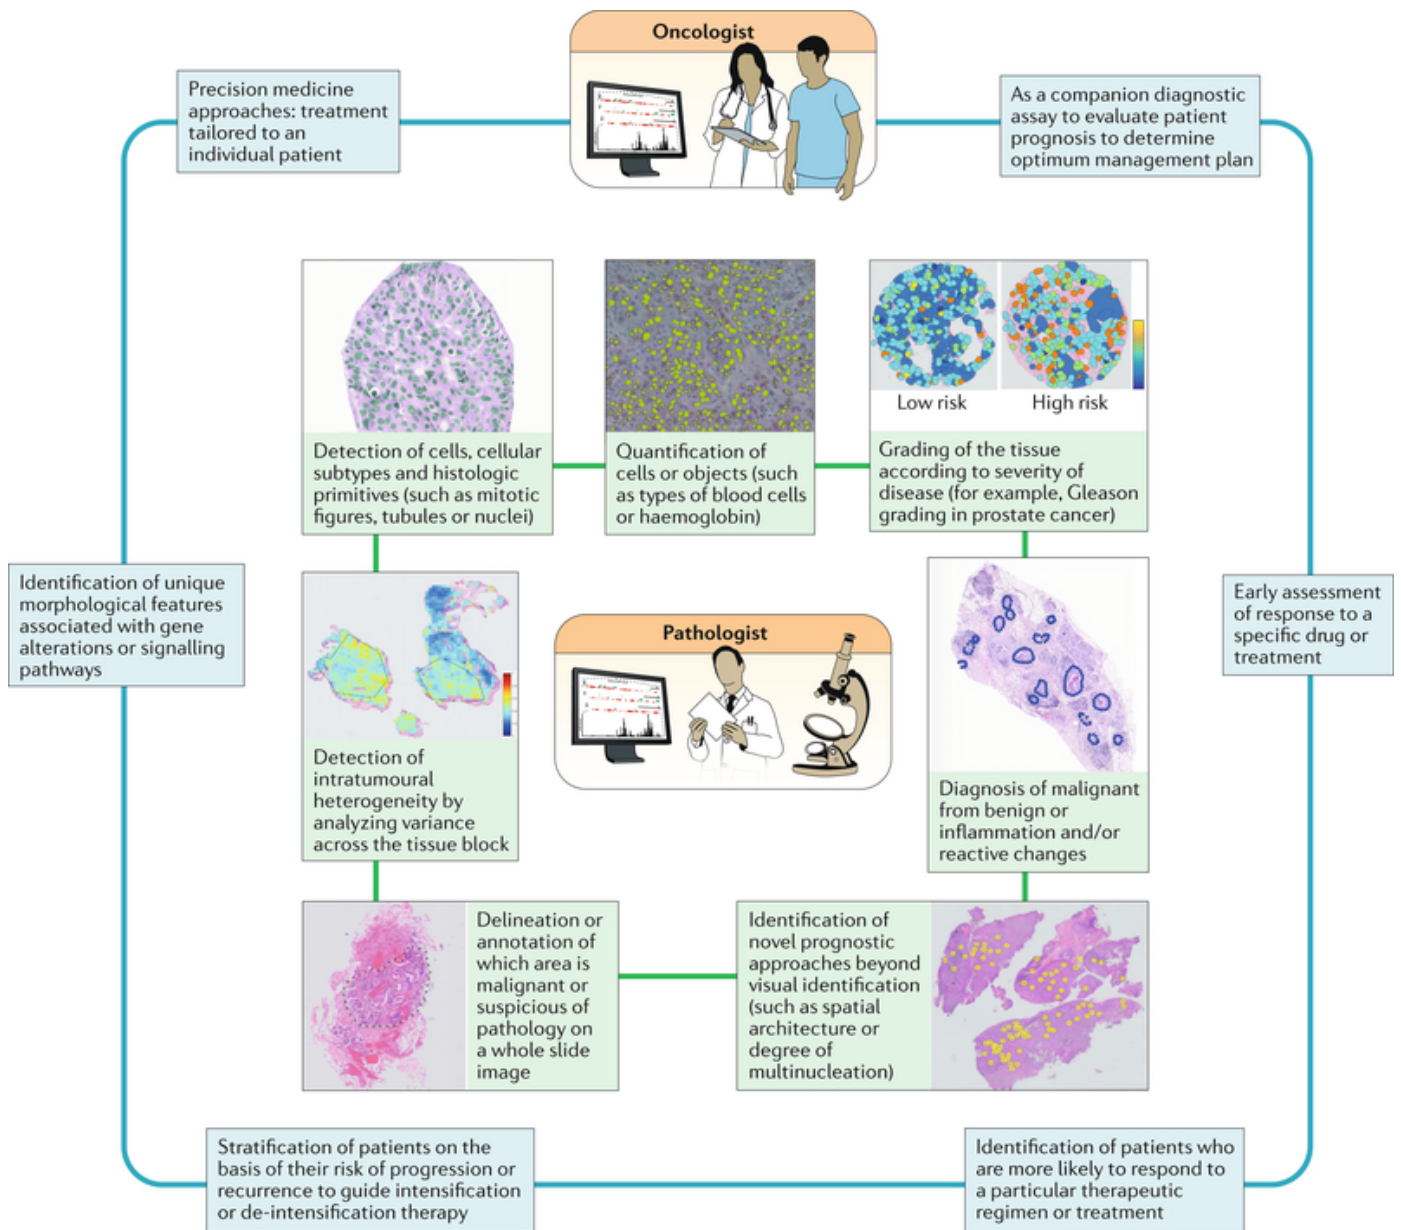 Oncologist
Precision medicine
approaches: treatment
tailored to an
individual patient
As a companion diagnostic
assay to evaluate patient
prognosis to determine
optimum management plan
Low risk
High risk
Detection of cells, cellular
subtypes and histologic
primitives (such as mitotic
figures, tubules or nuclei)
Quantification of
cells or objects (such
as types of blood cells
or haemoglobin)
Grading of the tissue
according to severity of
disease (for example, Gleason
grading in prostate cancer)
Identification of unique
morphological features
associated with gene
alterations or signalling
pathways
Pathologist
Early assessment
of response to a
specific drug or
treatment
Detection of
intratumoural
heterogeneity by
analyzing variance
across the tissue block
Diagnosis of malignant
from benign or
inflammation and/or
reactive changes
Delineation or
annotation of
which area is
malignant or
suspicious of
pathology on
a whole slide
image
Identification of
novel prognostic
approaches beyond
visual identification
(such as spatial
architecture or
degree of
multinucleation)
Stratification of patients on the
basis of their risk of progression or
recurrence to guide intensification
or de-intensification therapy
Identification of patients who
are more likely to respond to
a particular therapeutic
regimen or treatment